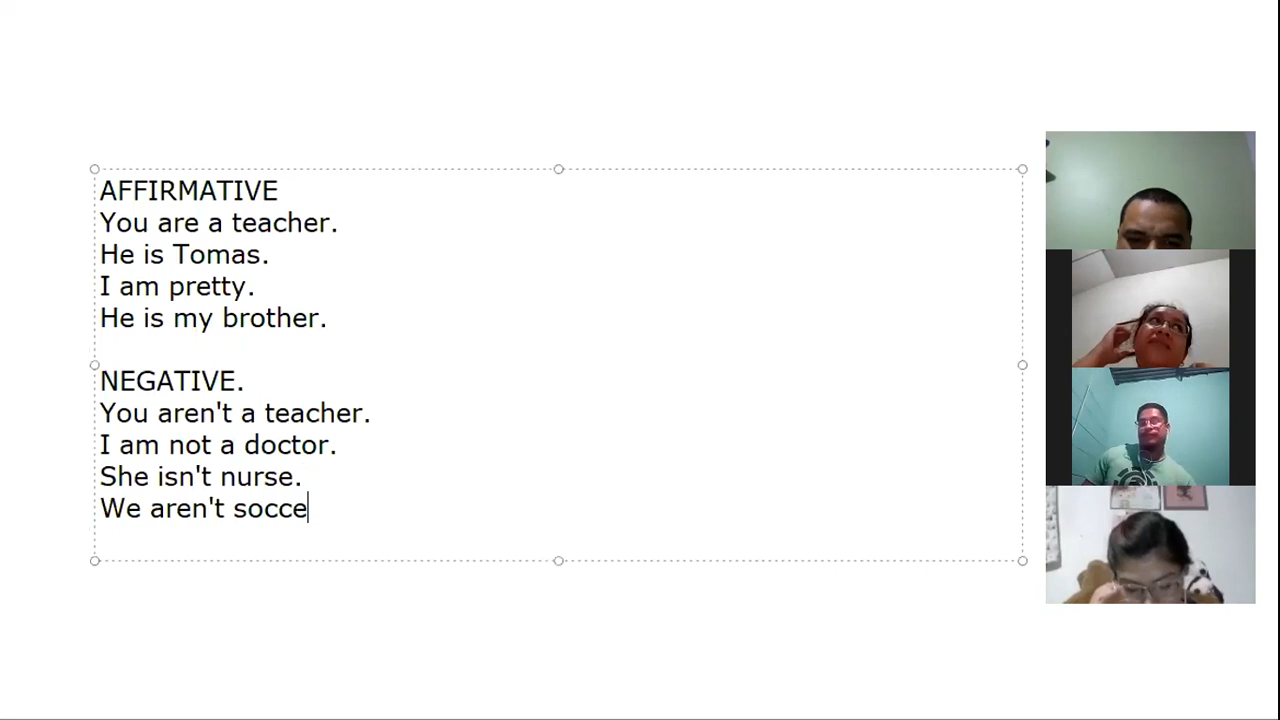 AFFIRMATIVE
You are a teacher.
He is Tomas.
I am pretty.
He is my brother.
NEGATIVE.
You aren't a teacher.
I am not a doctor.
She isn't nurse.
We aren't socce